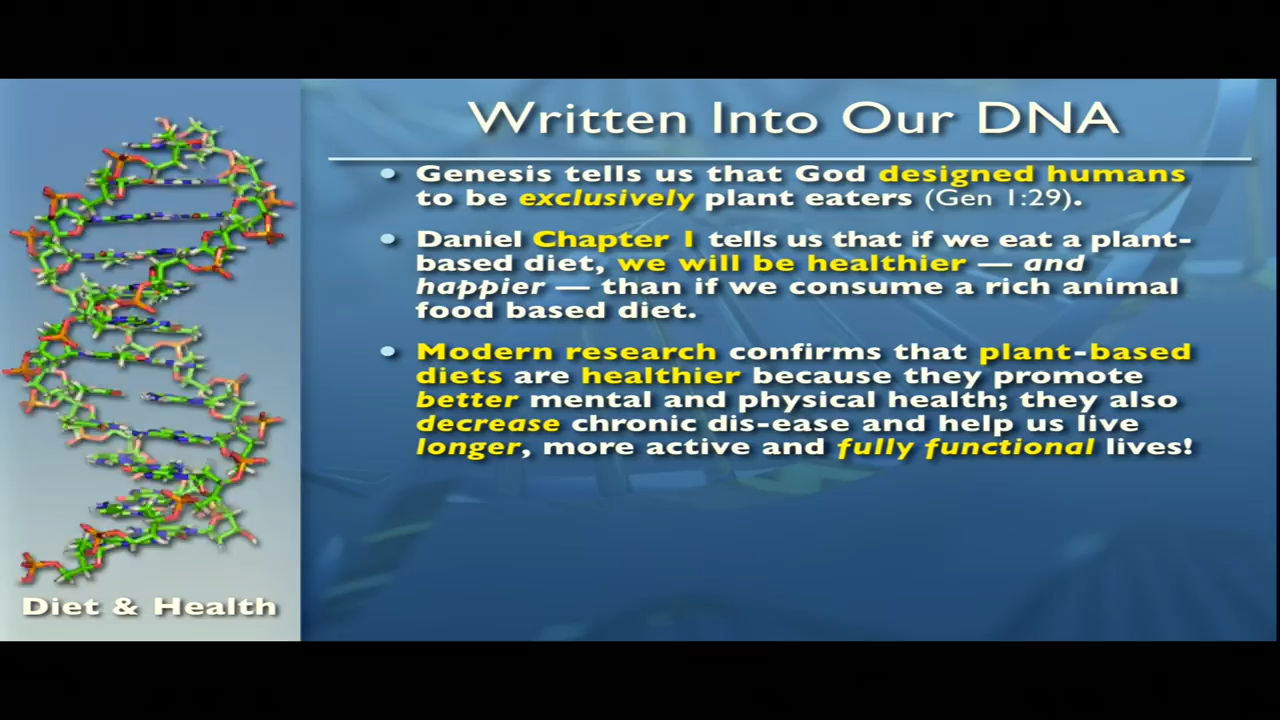 Written Into Our DNA
• Genesis tells us that God designed humans
to be exclusively plant eaters (Gen 1:29).
• Daniel Chapter 1 tells us that if we eat a plant-
based diet, we will be healthier — and
happier — than if we consume a rich animal
food based diet.
• Modern research confirms that plant-based
diets are healthier because they promote
better mental and physical health; they also
decrease chronic dis-ease and help us live
longer, more active and fully functional lives!
Diet & Health